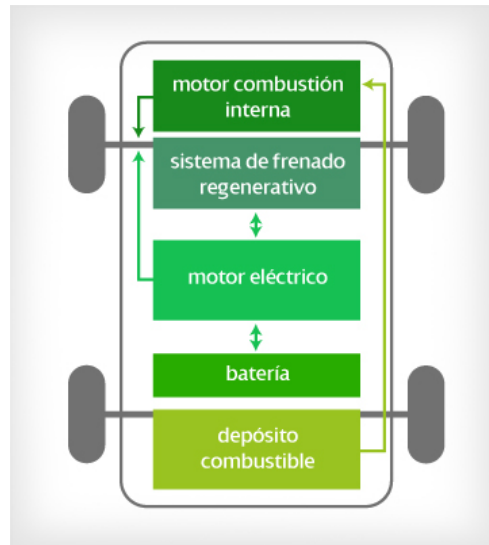 motor combustión
interna
sistema de frenado
regenerativo
motor eléctrico
batería
depósito
combustible